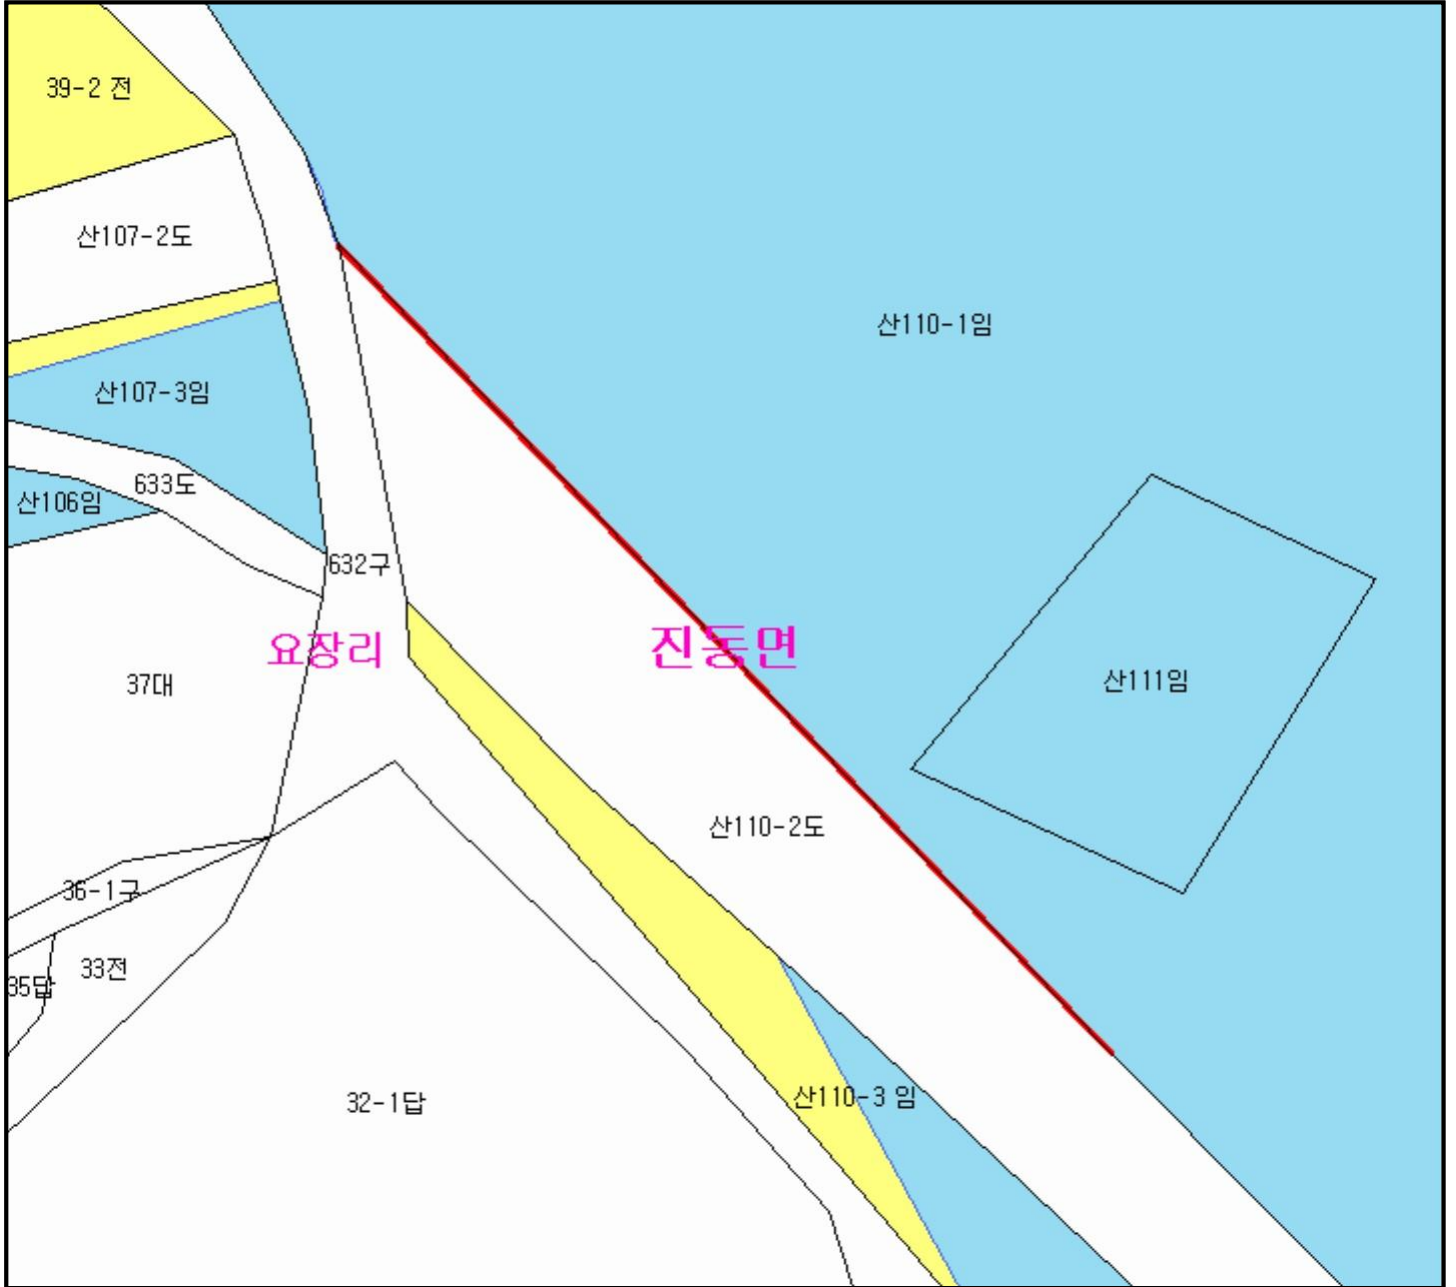 39-2 전
산107-2도
산110-1임
산107-3임
633도
산106임
632구
요장리
진동면
37대
산111임
산110-2도
36-1구
33전
35답
산110-3 임
32-1답